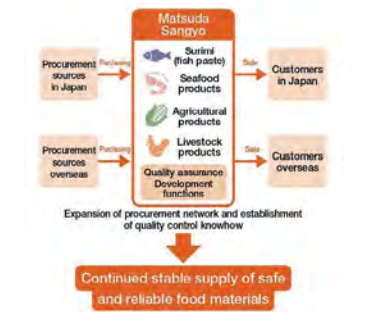 Matsuda
Sangyo
Procurement
sources
in Japan
Purchasing
Surimi
(fish paste)
Seafood
products
Agricultural
products
Livestock
products
Quality assurance
Development
functions
Sale
Customers
in Japan
Procurement
sources
overseas
Purchasing
Sale
Customers
overseas
Expansion of procurement network and establishment
of quality control knowhow
Continued stable supply of safe
and reliable food materials